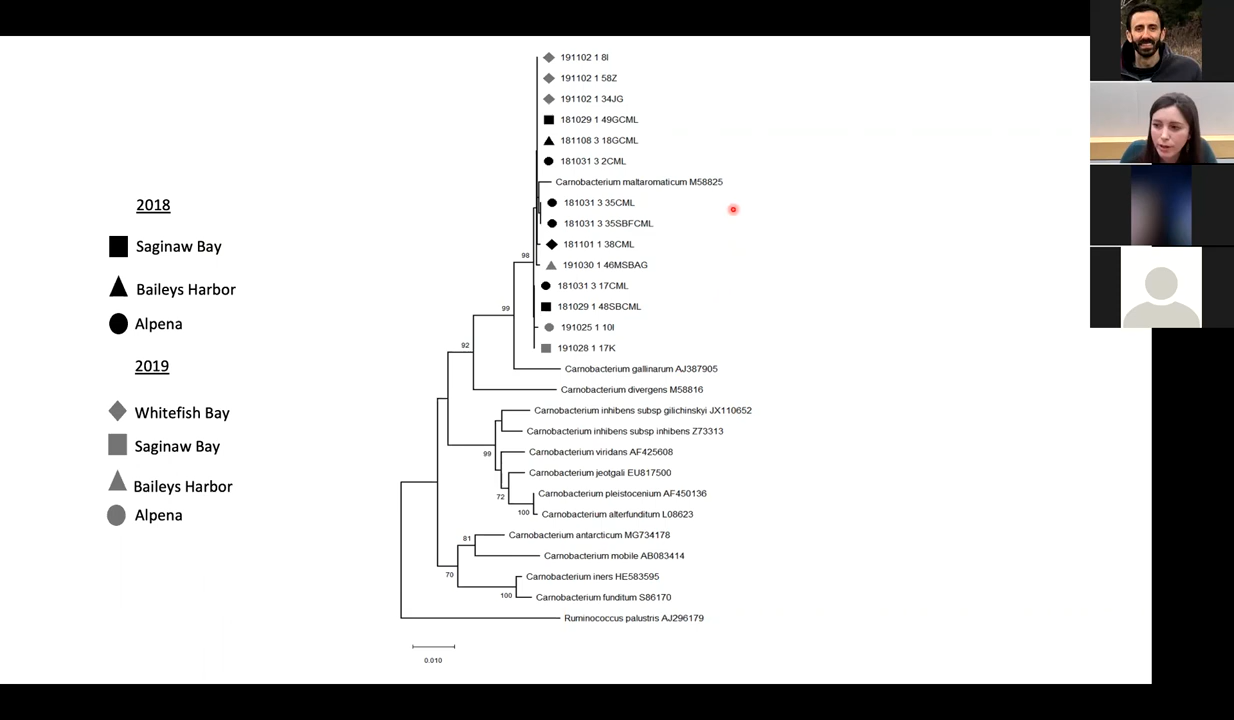 2018
Saginaw Bay
Baileys Harbor
Alpena
2019
Whitefish Bay
Saginaw Bay
Baileys Harbor
Alpena
191102 1 8I
191102 1 58Z
191102 1 34JG
181029 1 49GCML
181108 3 18GCML
181031 3 2CML
Carnobacterium maltaromaticum M58825
181031 3 35CML
181031 3 35SBFCML
181101 1 38CML
191030 1 46MSBAG
181031 3 17CML
181029 1 48SBCML
191025 1 10I
191028 1 17K
Carnobacterium gallinarum AJ387905
Carnobacterium divergens M58816
Carnobacterium inhibens subsp gilichinskyi JX110652
Carnobacterium inhibens subsp inhibens Z73313
Carnobacterium viridans AF425608
Carnobacterium jeotgali EU817500
Carnobacterium pleistocenium AF450136
Carnobacterium alterfunditum L08623
Carnobacterium antarcticum MG734178
Carnobacterium mobile AB083414
Carnobacterium iners HE583595
Carnobacterium funditum S86170
Ruminococcus palustris AJ296179
98
99
92
99
72
100
81
70
100
0.010